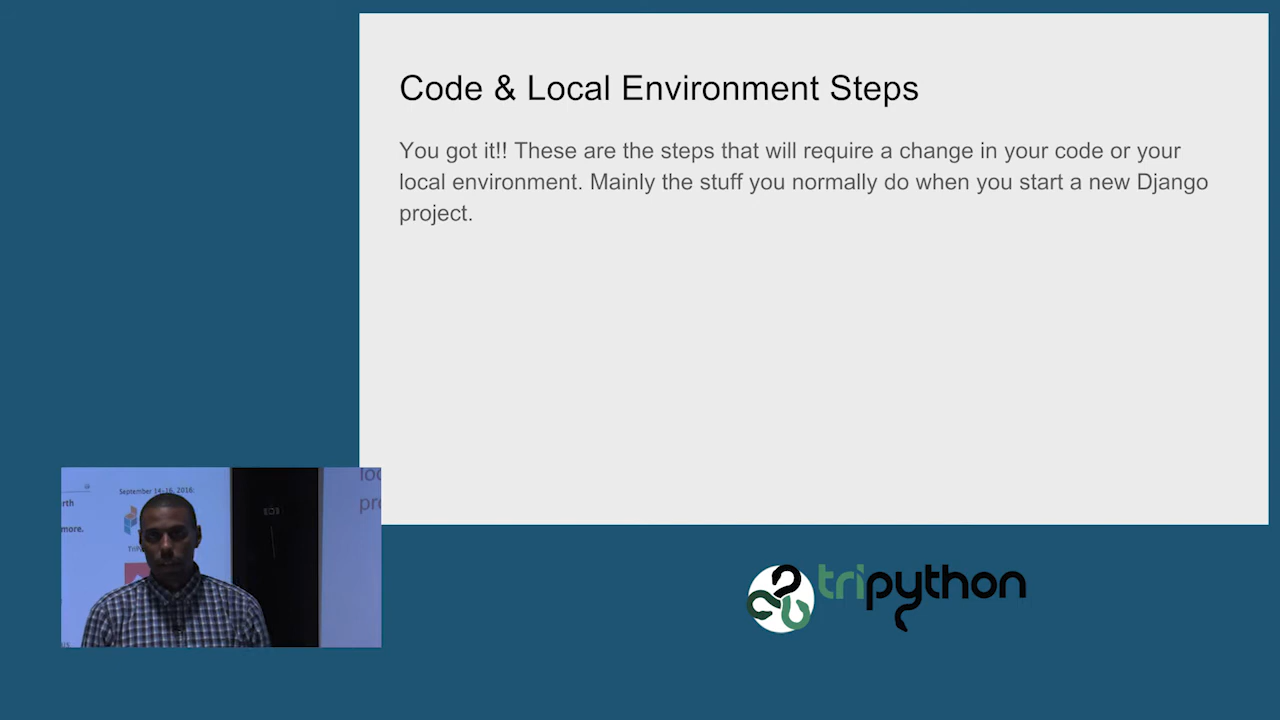 Code & Local Environment Steps
You got it!! These are the steps that will require a change in your code or your
local environment. Mainly the stuff you normally do when you start a new Django
project.
September 14-16, 2016:
more.
tripython